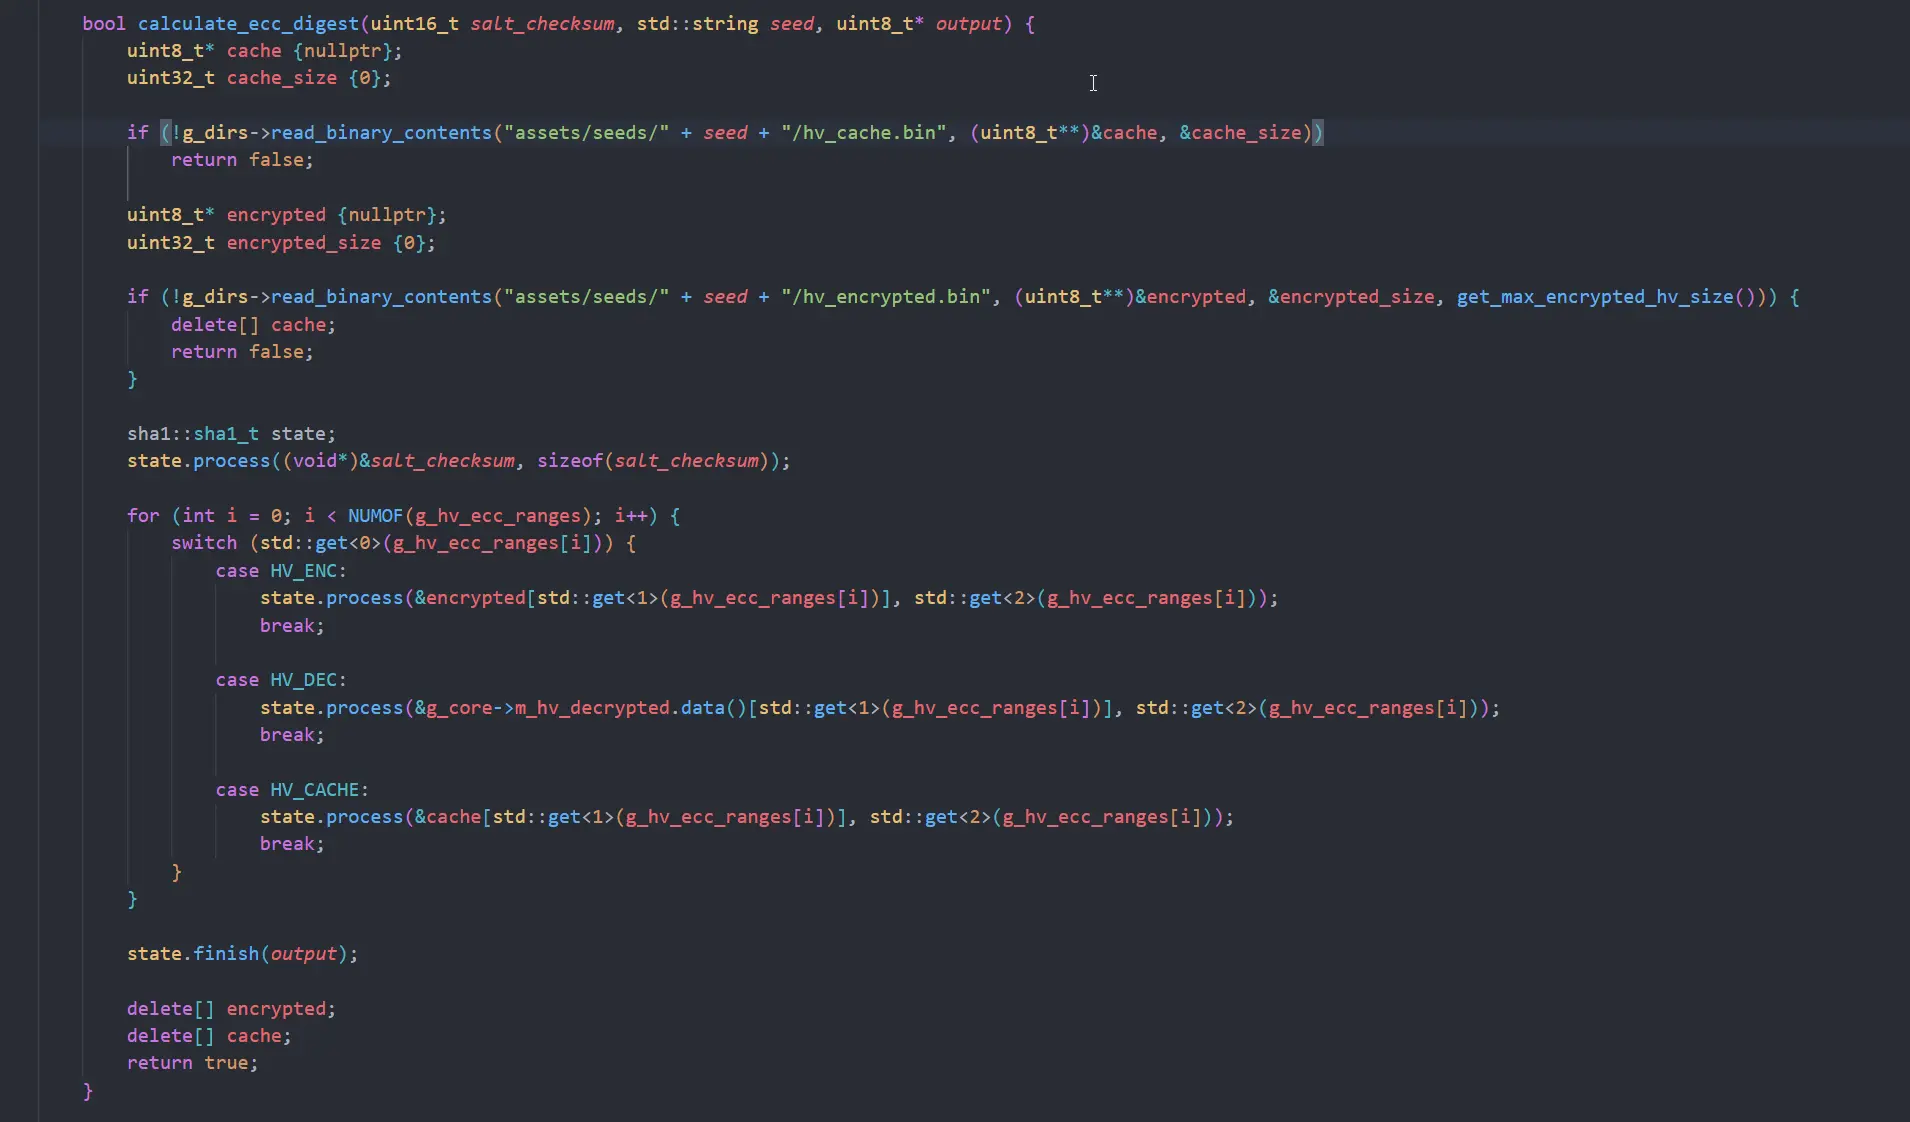 bool calculate_ecc_digest(uint16_t salt_checksum, std::string seed, uint8_t* output) {
    uint8_t* cache {nullptr};
    uint32_t cache_size {0};

    if (!g_dirs->read_binary_contents("assets/seeds/" + seed + "/hv_cache.bin", (uint8_t**)&cache, &cache_size))
        return false;

    uint8_t* encrypted {nullptr};
    uint32_t encrypted_size {0};

    if (!g_dirs->read_binary_contents("assets/seeds/" + seed + "/hv_encrypted.bin", (uint8_t**)&encrypted, &encrypted_size, get_max_encrypted_hv_size())) {
        delete[] cache;
        return false;
    }

    sha1::sha1_t state;
    state.process((void*)&salt_checksum, sizeof(salt_checksum));

    for (int i = 0; i < NUMOF(g_hv_ecc_ranges); i++) {
        switch (std::get<0>(g_hv_ecc_ranges[i])) {
            case HV_ENC:
                state.process(&encrypted[std::get<1>(g_hv_ecc_ranges[i])], std::get<2>(g_hv_ecc_ranges[i]));
                break;

            case HV_DEC:
                state.process(&g_core->m_hv_decrypted.data()[std::get<1>(g_hv_ecc_ranges[i])], std::get<2>(g_hv_ecc_ranges[i]));
                break;

            case HV_CACHE:
                state.process(&cache[std::get<1>(g_hv_ecc_ranges[i])], std::get<2>(g_hv_ecc_ranges[i]));
                break;
        }
    }

    state.finish(output);

    delete[] encrypted;
    delete[] cache;
    return true;
}